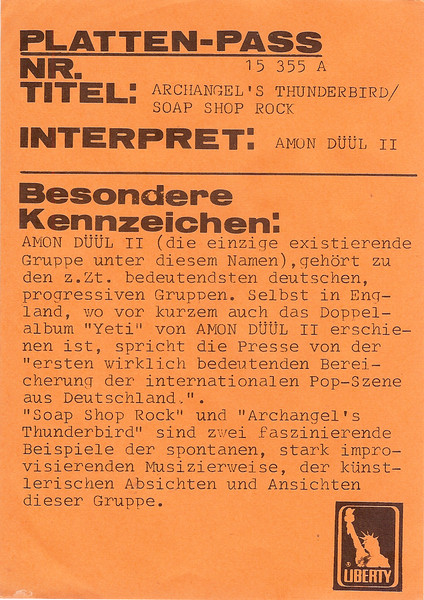 PLATTEN-PASS
NR. 15 355 A
TITEL: ARCHANGEL'S THUNDERBIRD/
SOAP SHOP ROCK
INTERPRET: AMON DÜÜL II
Besondere
Kennzeichen:
AMON DÜÜL II (die einzige existierende
Gruppe unter diesem Namen),gehört zu
den z.Zt. bedeutendsten deutschen,
progressiven Gruppen. Selbst in Eng-
land, wo vor kurzem auch das Doppel-
album "Yeti" von AMON DÜÜL II erschie-
nen ist, spricht die Presse von der
"ersten wirklich bedeutenden Berei-
cherung der internationalen Pop-Szene
aus Deutschland.".
"Soap Shop Rock" und "Archangel's
Thunderbird" sind zwei faszinierende
Beispiele der spontanen, stark impro-
visierenden Musizierweise, der künst-
lerischen Absichten und Ansichten
dieser Gruppe.
® LIBERTY